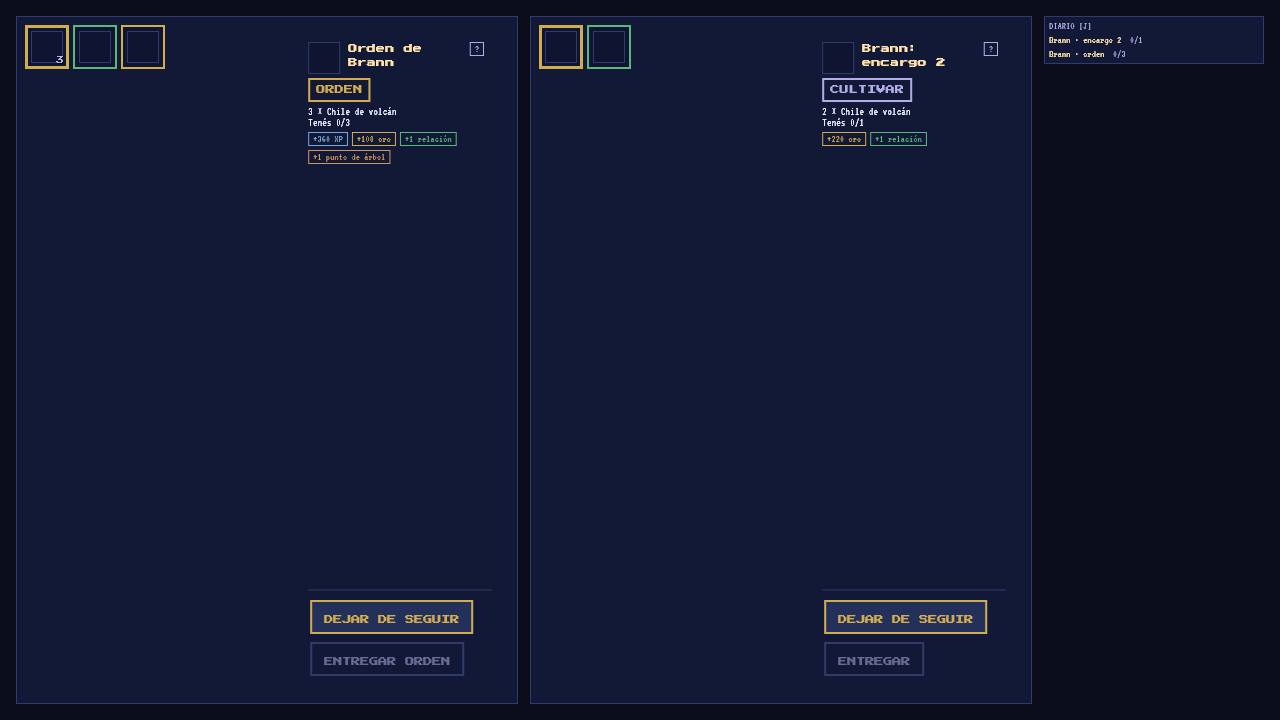 3
Orden de
Brann
?
ORDEN
3 X Chile de volcán
Tenés 0/3
+360 XP
+100 oro
+1 relación
+1 punto de árbol
DEJAR DE SEGUIR
ENTREGAR ORDEN
Brann:
encargo 2
?
CULTIVAR
2 X Chile de volcán
Tenés 0/1
+220 oro
+1 relación
DEJAR DE SEGUIR
ENTREGAR
DIARIO [J]
Brann · encargo 2 0/1
Brann · orden 0/3